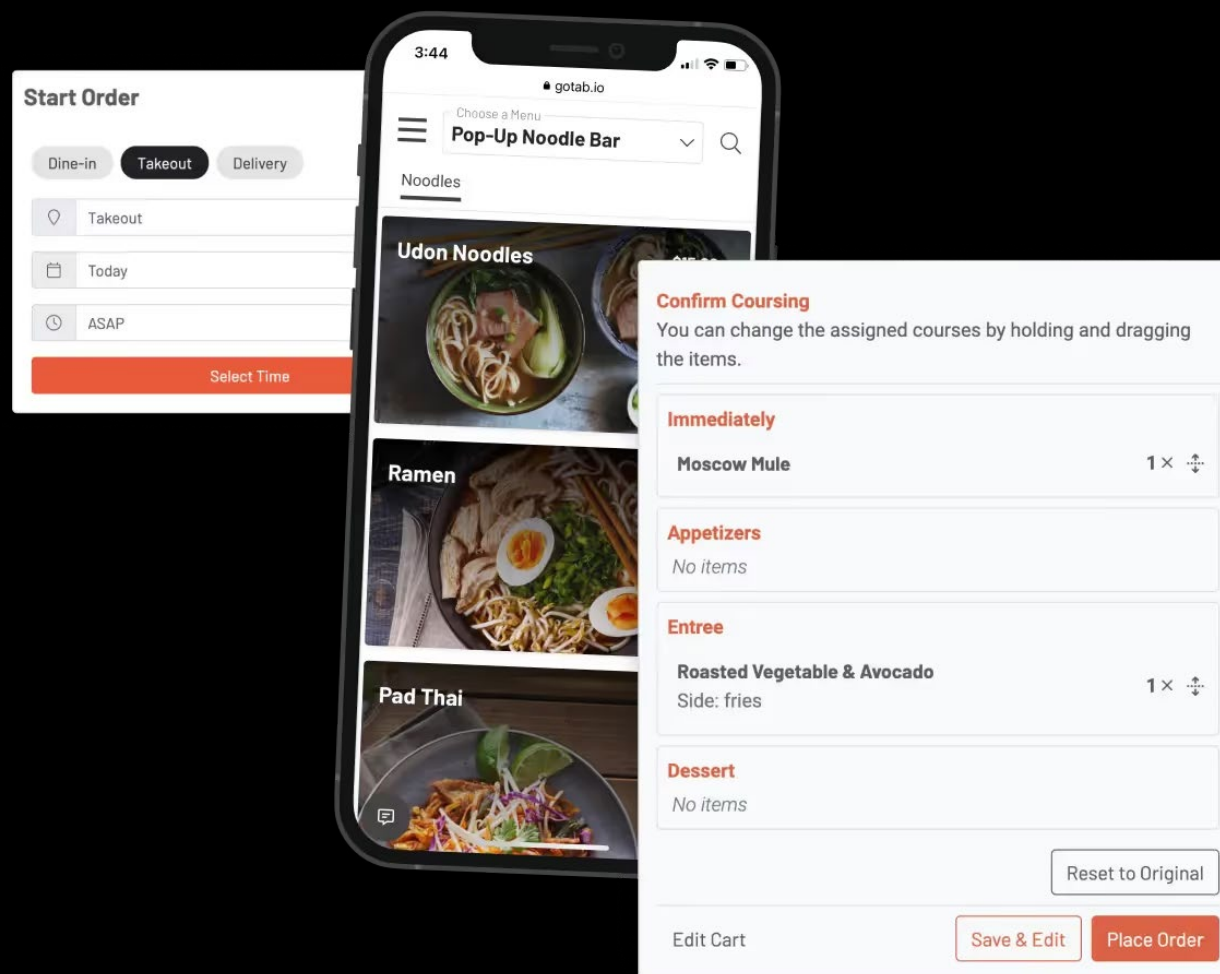 Start Order
Dine-in Takeout Delivery
Takeout
Today
ASAP
Select Time
3:44
gotab.io
Choose a Menu
Pop-Up Noodle Bar
Noodles
Udon Noodles
Ramen
Pad Thai
Confirm Coursing
You can change the assigned courses by holding and dragging
the items.
Immediately
Moscow Mule 1 ×
Appetizers
No items
Entree
Roasted Vegetable & Avocado 1 ×
Side: fries
Dessert
No items
Reset to Original
Edit Cart Save & Edit Place Order